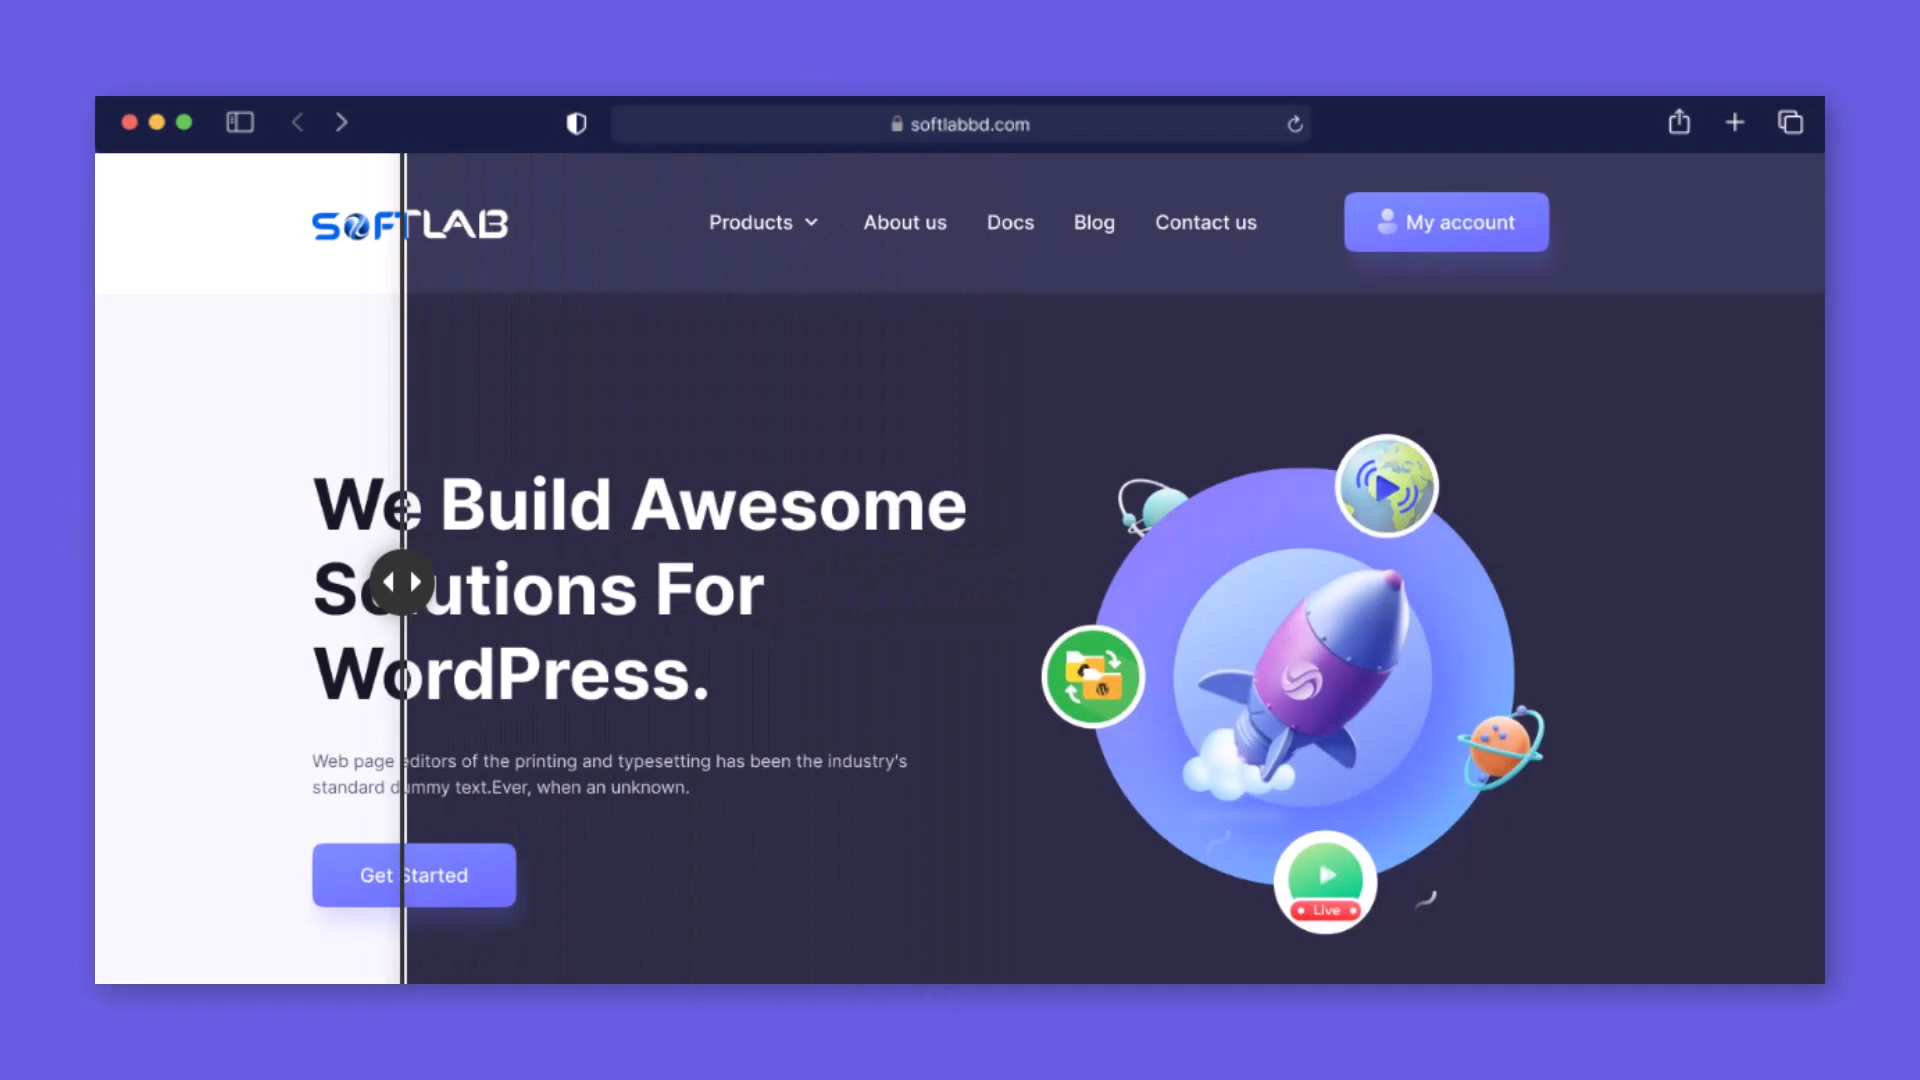 softlabbd.com
SOFTLAB
Products
About us
Docs
Blog
Contact us
My account
We Build Awesome
Solutions For
WordPress.
Web page editors of the printing and typesetting has been the industry's
standard dummy text.Ever, when an unknown.
Get Started
Live